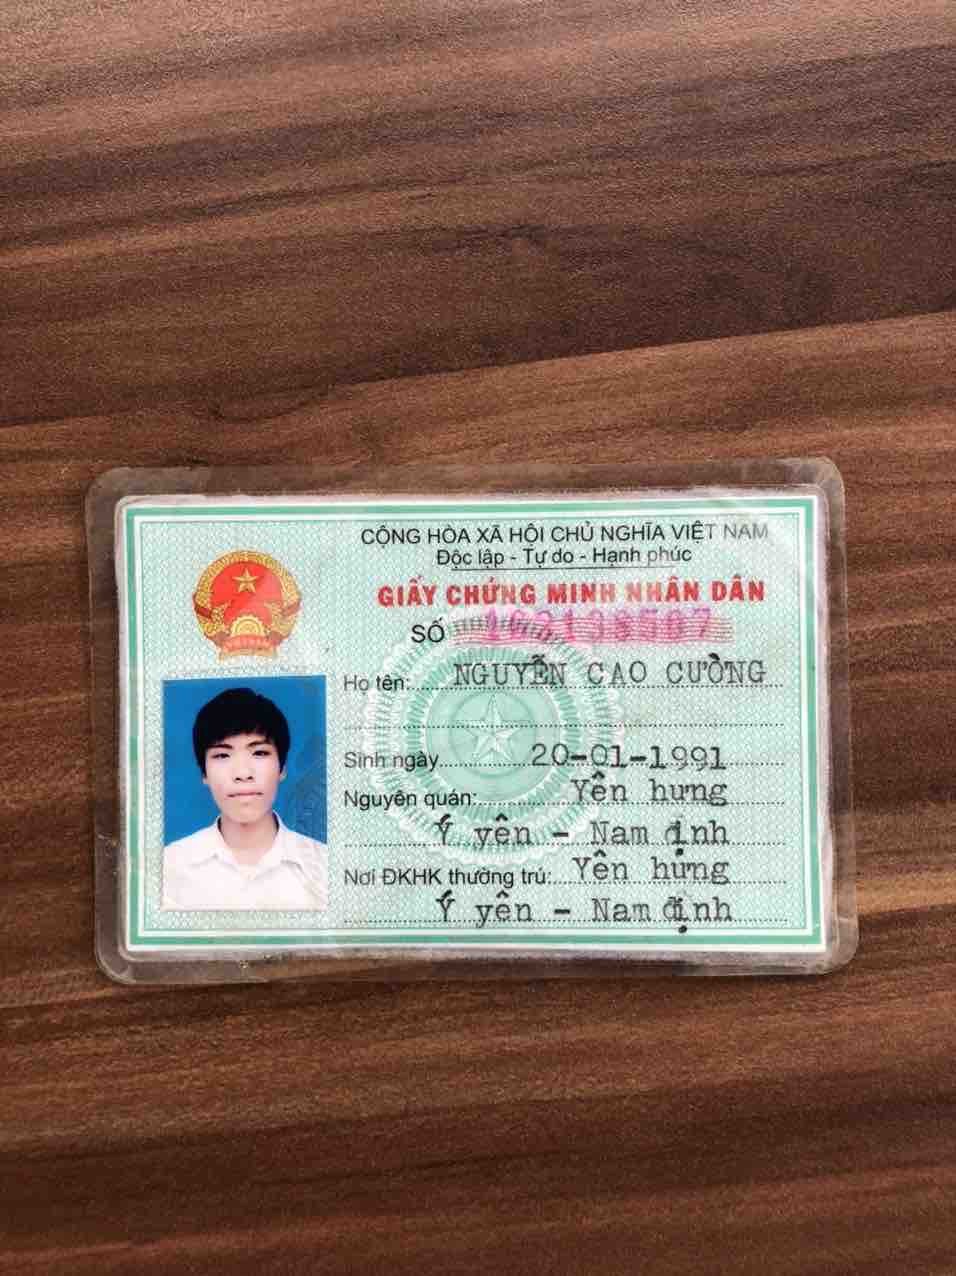 CỘNG HÒA XÃ HỘI CHỦ NGHĨA VIỆT NAM
Độc lập - Tự do - Hạnh phúc
GIẤY CHỨNG MINH NHÂN DÂN
SỐ
Họ tên: NGUYỄN CAO CƯỜNG
Sinh ngày 20-01-1991
Nguyên quán: Yên hưng
Ý yên - Nam định
Nơi ĐKHK thường trú: Yên hưng
Ý yên - Nam định